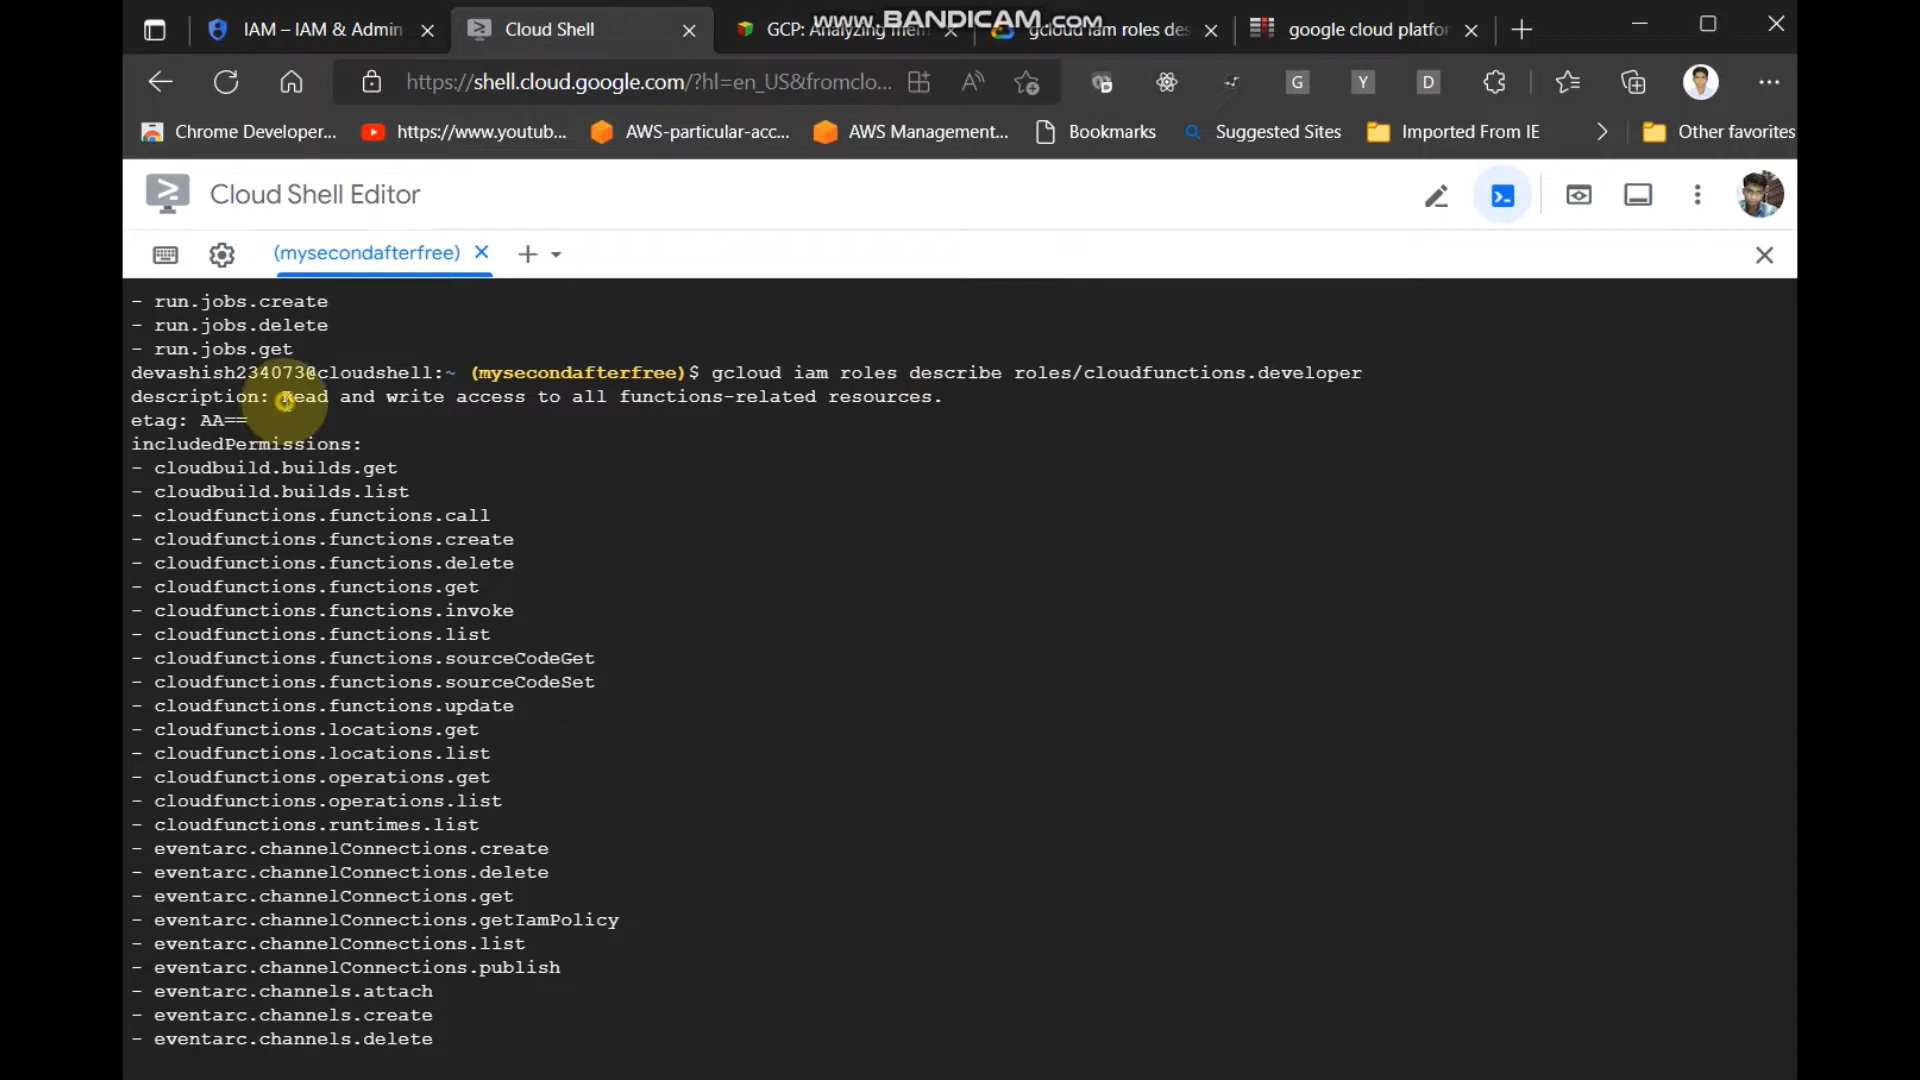 IAM – IAM & Admin
Cloud Shell
GCP: Analyzing mem
gcloud iam roles des
google cloud platfor
www.BANDICAM.com
https://shell.cloud.google.com/?hl=en_US&fromclo...
G
Y
D
Chrome Developer...
https://www.youtub...
AWS-particular-acc...
AWS Management...
Bookmarks
Suggested Sites
Imported From IE
Other favorites
Cloud Shell Editor
(mysecondafterfree)
- run.jobs.create
- run.jobs.delete
- run.jobs.get
devashish234073@cloudshell:~ (mysecondafterfree)$ gcloud iam roles describe roles/cloudfunctions.developer
description: Read and write access to all functions-related resources.
etag: AA==
includedPermissions:
- cloudbuild.builds.get
- cloudbuild.builds.list
- cloudfunctions.functions.call
- cloudfunctions.functions.create
- cloudfunctions.functions.delete
- cloudfunctions.functions.get
- cloudfunctions.functions.invoke
- cloudfunctions.functions.list
- cloudfunctions.functions.sourceCodeGet
- cloudfunctions.functions.sourceCodeSet
- cloudfunctions.functions.update
- cloudfunctions.locations.get
- cloudfunctions.locations.list
- cloudfunctions.operations.get
- cloudfunctions.operations.list
- cloudfunctions.runtimes.list
- eventarc.channelConnections.create
- eventarc.channelConnections.delete
- eventarc.channelConnections.get
- eventarc.channelConnections.getIamPolicy
- eventarc.channelConnections.list
- eventarc.channelConnections.publish
- eventarc.channels.attach
- eventarc.channels.create
- eventarc.channels.delete